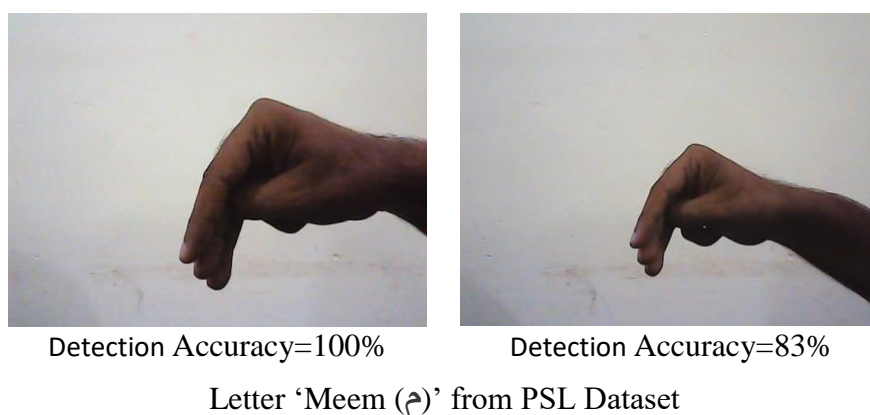 Detection Accuracy=100%
Detection Accuracy=83%
Letter ‘Meem (م)’ from PSL Dataset